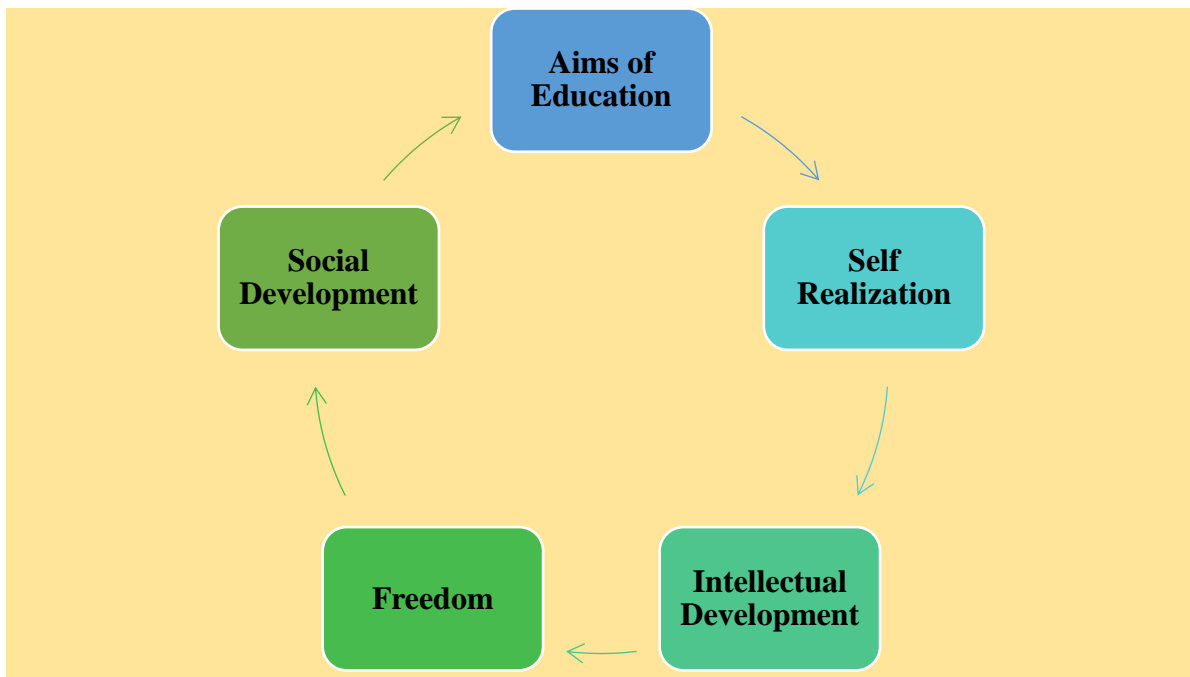 Aims of
Education
Self
Realization
Intellectual
Development
Freedom
Social
Development